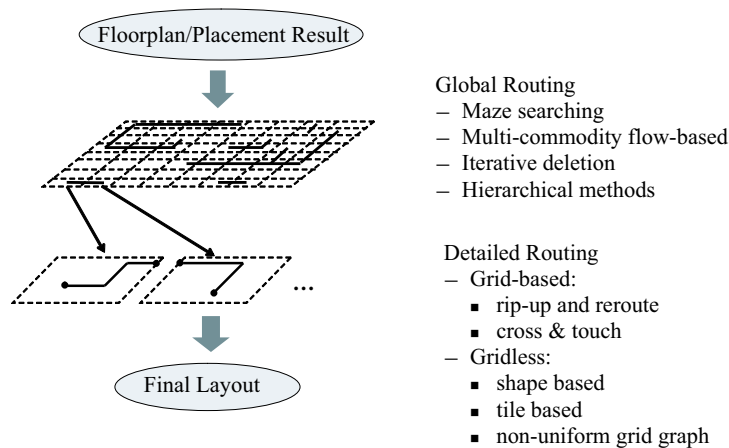 Floorplan/Placement Result
Global Routing
– Maze searching
– Multi-commodity flow-based
– Iterative deletion
– Hierarchical methods
Detailed Routing
– Grid-based:
▪ rip-up and reroute
▪ cross & touch
– Gridless:
▪ shape based
▪ tile based
▪ non-uniform grid graph
...
Final Layout